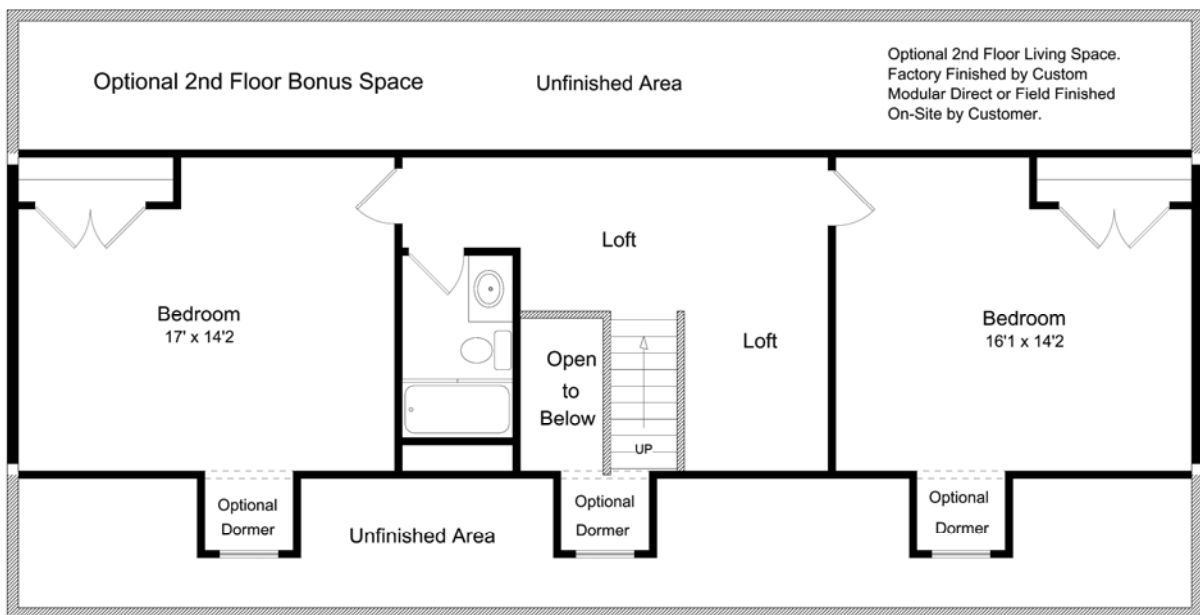 Optional 2nd Floor Bonus Space
Unfinished Area
Optional 2nd Floor Living Space.
Factory Finished by Custom
Modular Direct or Field Finished
On-Site by Customer.
Loft
Bedroom
17' x 14'2
Open
to
Below
UP
Loft
Bedroom
16'1 x 14'2
Optional
Dormer
Unfinished Area
Optional
Dormer
Optional
Dormer